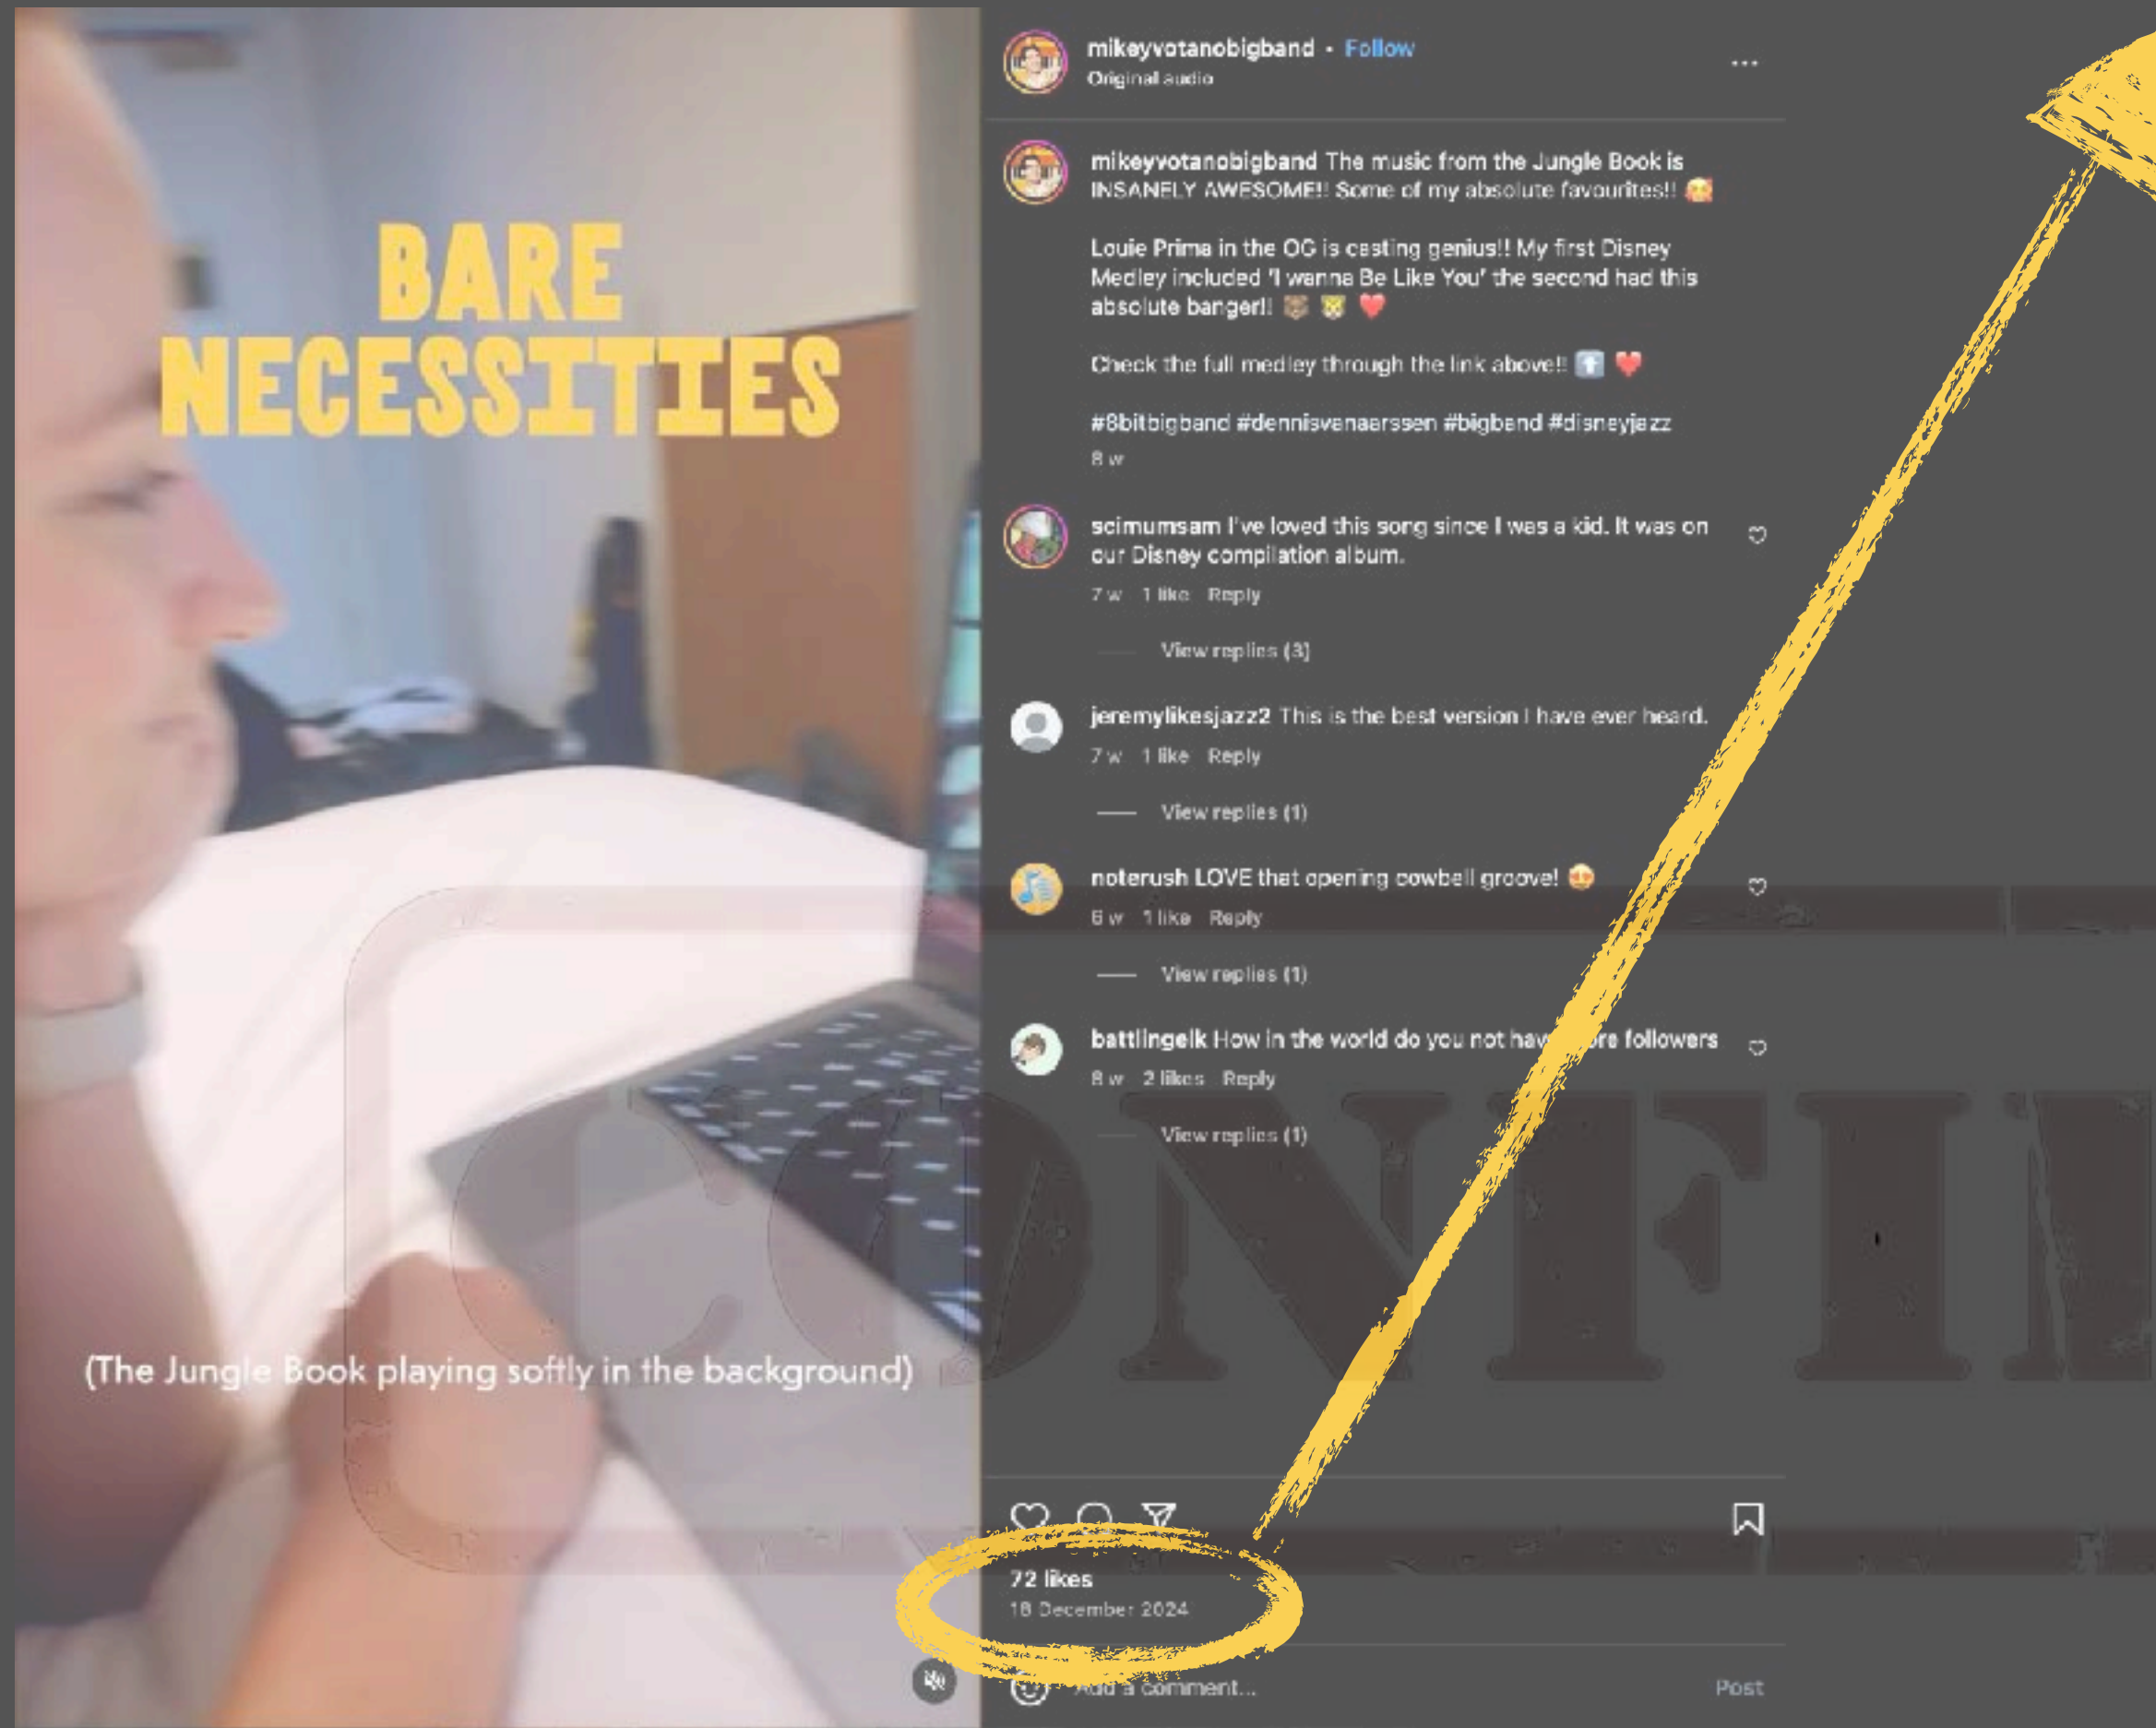 BARE
NECESSITIES
(The Jungle Book playing softly in the background)
mikeyvotanobigband • Follow
Original audio
mikeyvotanobigband The music from the Jungle Book is
INSANELY AWESOME!! Some of my absolute favourites!! 🥰
Louie Prima in the OG is casting genius!! My first Disney
Medley included 'I wanna Be Like You' the second had this
absolute banger!! 🐻 🐯 ❤️
Check the full medley through the link above!! ⬆️ ❤️
#8bitbigband #dennisvanaarssen #bigband #disneyjazz
8 w
scimumsam I've loved this song since I was a kid. It was on
our Disney compilation album.
7 w 1 like Reply
View replies (3)
jeremylikesjazz2 This is the best version I have ever heard.
7 w 1 like Reply
View replies (1)
noterush LOVE that opening cowbell groove! 🤩
6 w 1 like Reply
View replies (1)
battlingelk How in the world do you not followers
8 w 2 likes Reply
View replies (1)
72 likes
18 December 2024
Add a comment...
Post
CONFI